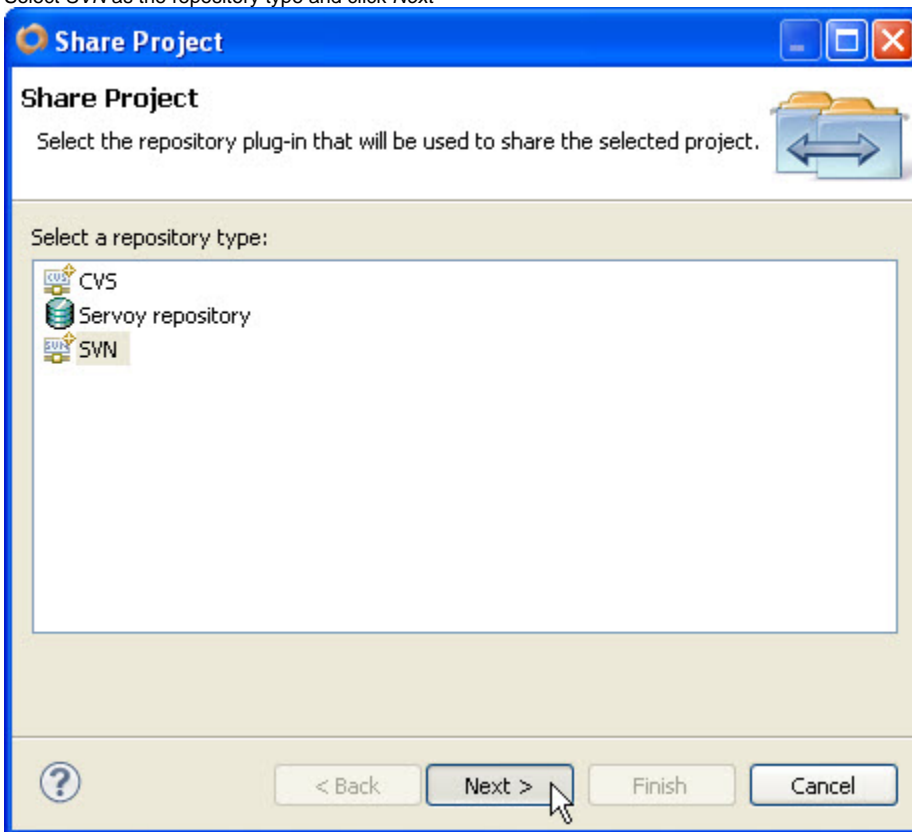 Select SVN as the repository type and click Next
Share Project
Share Project
Select the repository plug-in that will be used to share the selected project.
Select a repository type:
CVS
Servoy repository
SVN
?
< Back Next > Finish Cancel